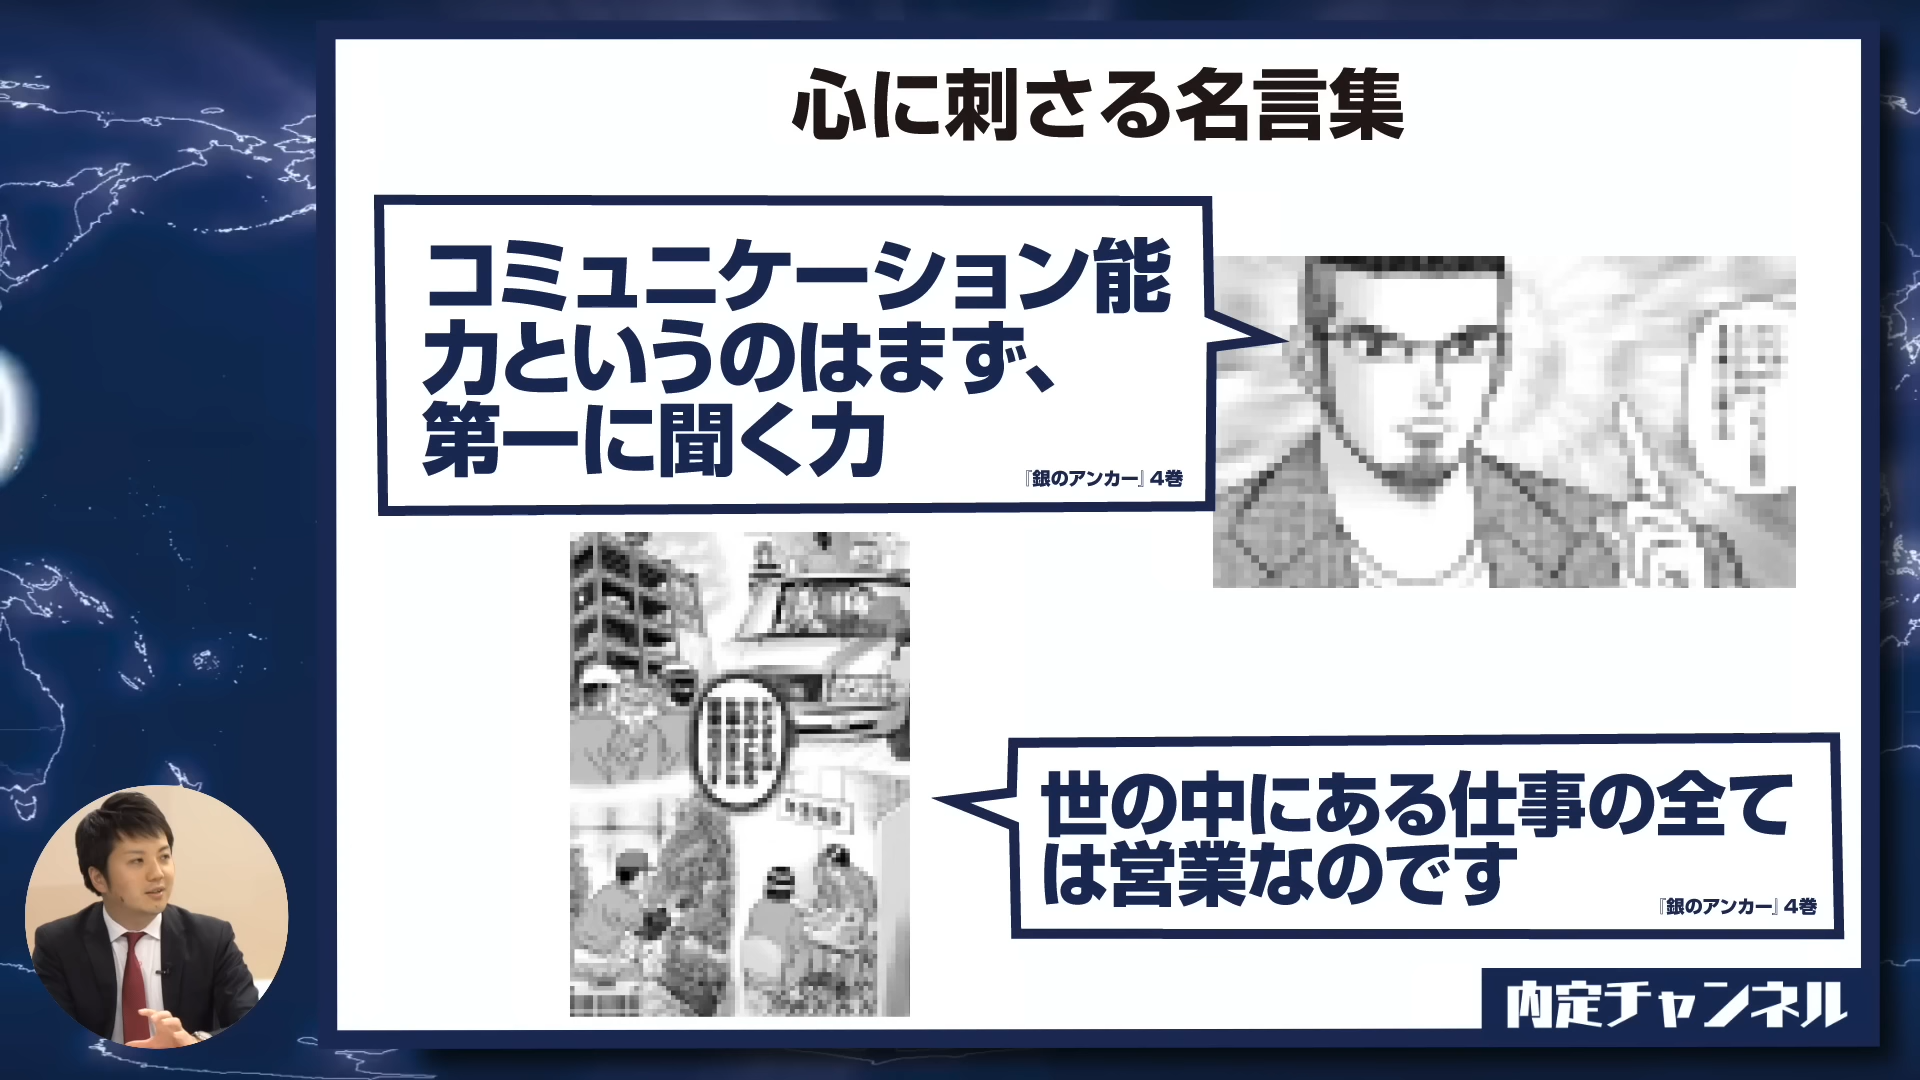 心に刺さる名言集
コミュニケーション能
力というのはまず、
第一に聞く力
『銀のアンカー』4巻
世の中にある仕事の全て
は営業なのです
『銀のアンカー』4巻
内定チャンネル